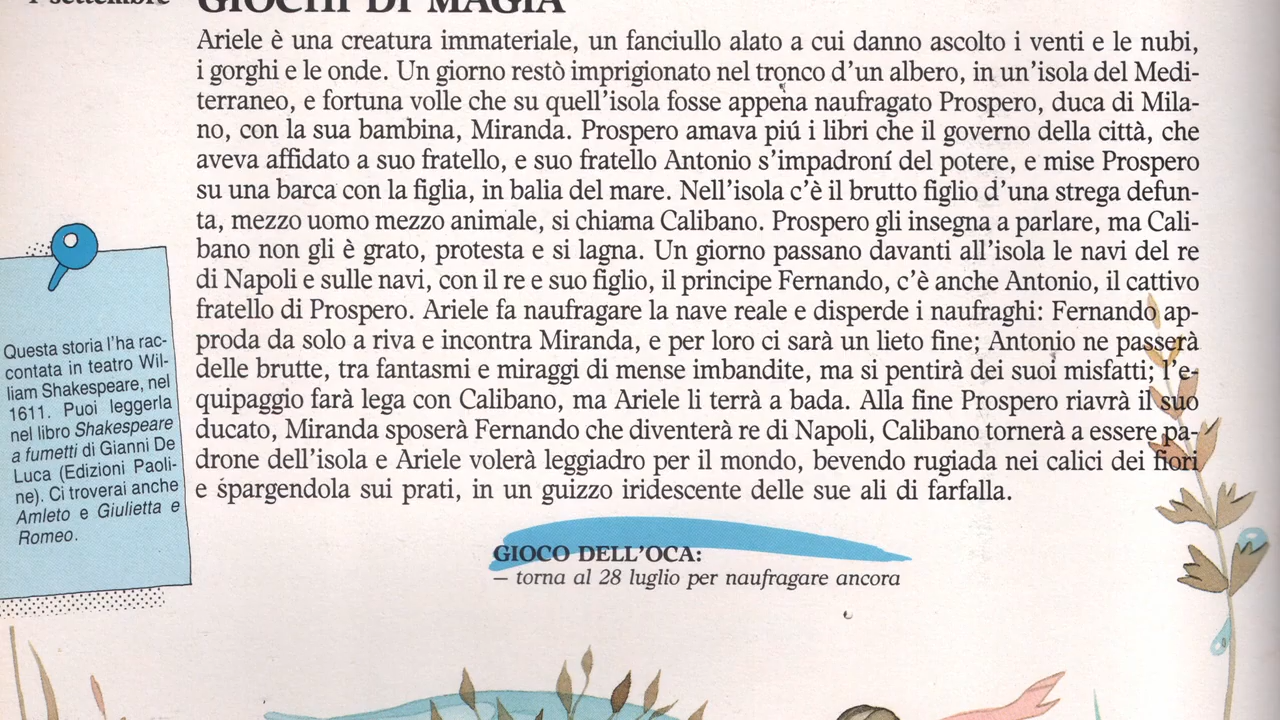 1 settembre GIOCHI DI MAGIA
Ariele è una creatura immateriale, un fanciullo alato a cui danno ascolto i venti e le nubi,
i gorghi e le onde. Un giorno restò imprigionato nel tronco d'un albero, in un'isola del Medi-
terraneo, e fortuna volle che su quell'isola fosse appena naufragato Prospero, duca di Mila-
no, con la sua bambina, Miranda. Prospero amava piú i libri che il governo della città, che
aveva affidato a suo fratello, e suo fratello Antonio s'impadroní del potere, e mise Prospero
su una barca con la figlia, in balia del mare. Nell'isola c'è il brutto figlio d'una strega defun-
ta, mezzo uomo mezzo animale, si chiama Calibano. Prospero gli insegna a parlare, ma Cali-
bano non gli è grato, protesta e si lagna. Un giorno passano davanti all'isola le navi del re
di Napoli e sulle navi, con il re e suo figlio, il principe Fernando, c'è anche Antonio, il cattivo
fratello di Prospero. Ariele fa naufragare la nave reale e disperde i naufraghi: Fernando ap-
proda da solo a riva e incontra Miranda, e per loro ci sarà un lieto fine; Antonio ne passerà
delle brutte, tra fantasmi e miraggi di mense imbandite, ma si pentirà dei suoi misfatti; l'e-
quipaggio farà lega con Calibano, ma Ariele li terrà a bada. Alla fine Prospero riavrà il suo
ducato, Miranda sposerà Fernando che diventerà re di Napoli, Calibano tornerà a essere pa-
drone dell'isola e Ariele volerà leggiadro per il mondo, bevendo rugiada nei calici dei fiori
e spargendola sui prati, in un guizzo iridescente delle sue ali di farfalla.
Questa storia l'ha rac-
contata in teatro Wil-
liam Shakespeare, nel
1611. Puoi leggerla
nel libro Shakespeare
a fumetti di Gianni De
Luca (Edizioni Paoli-
ne). Ci troverai anche
Amleto e Giulietta e
Romeo.
GIOCO DELL'OCA:
– torna al 28 luglio per naufragare ancora